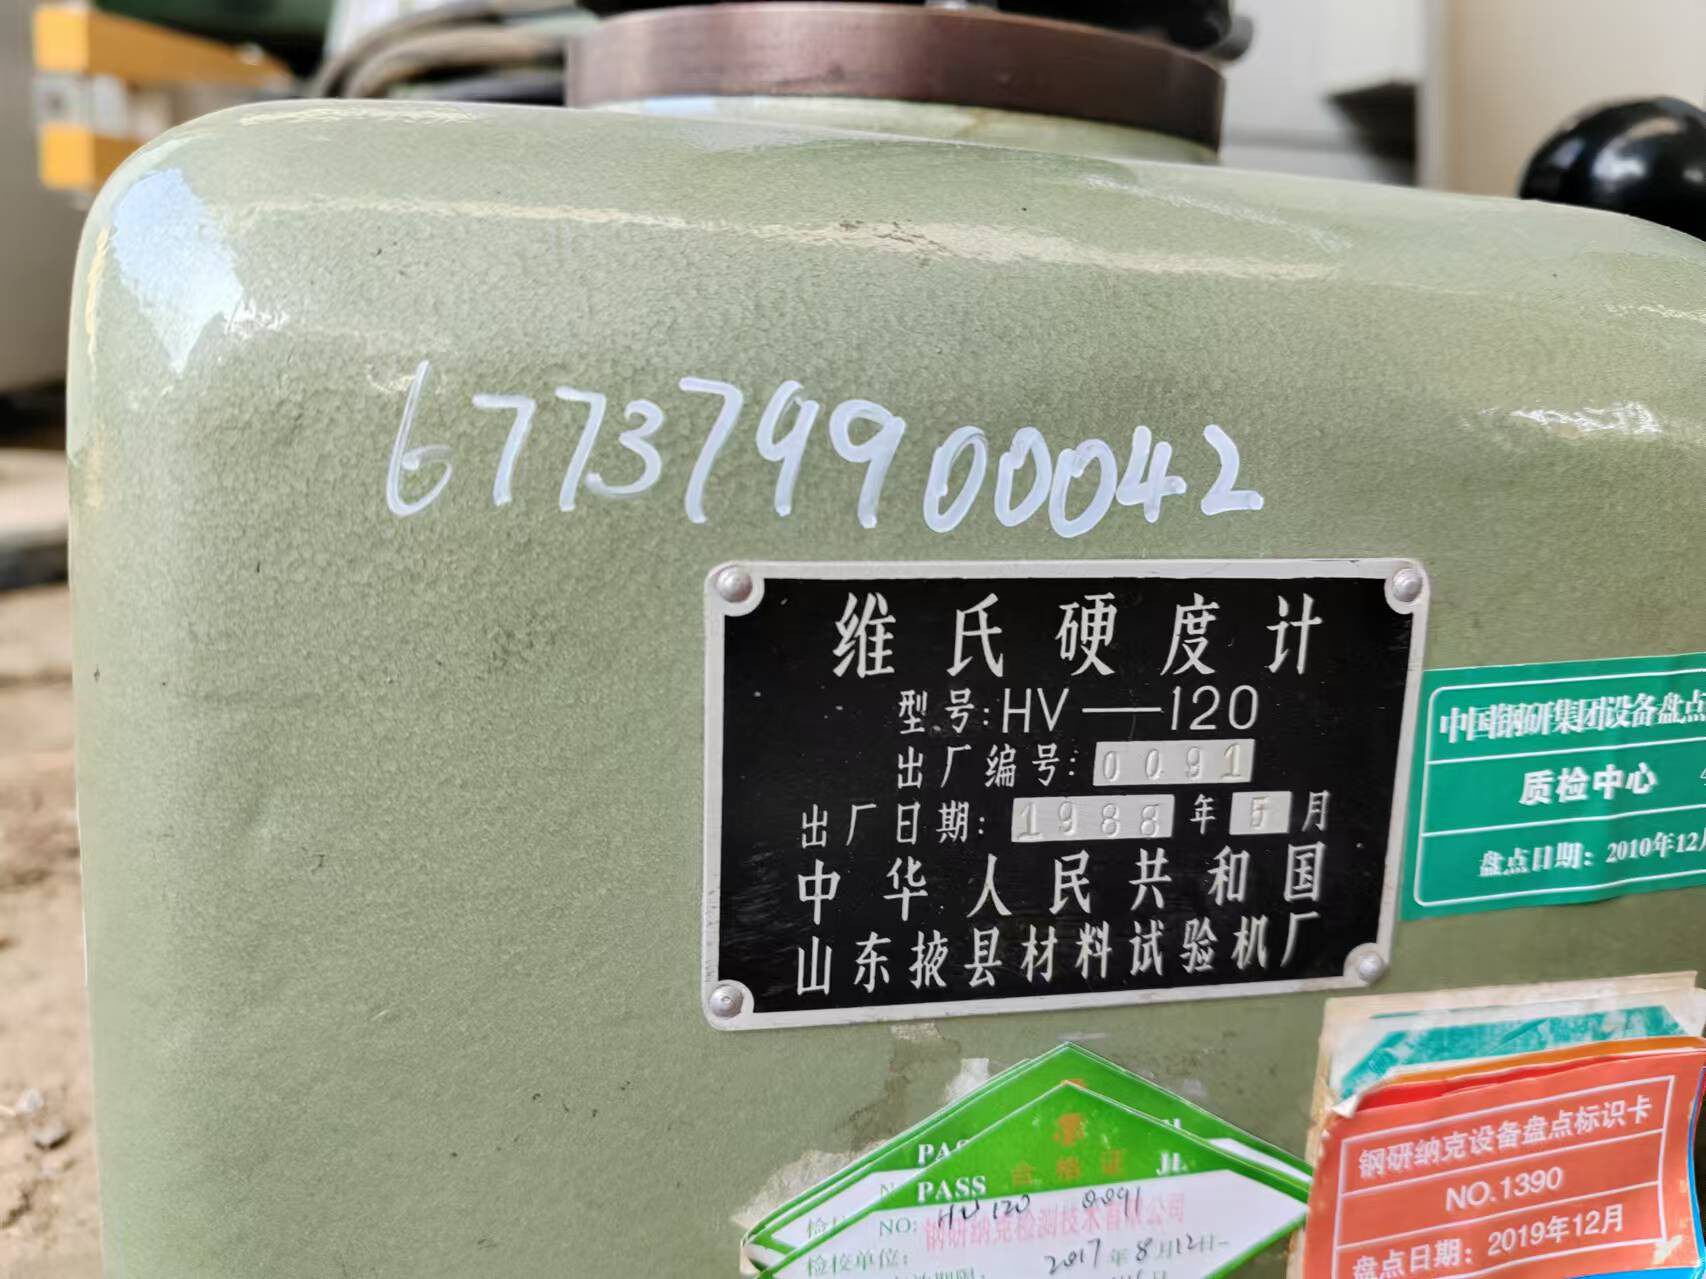 677379900042
维氏硬度计
型号:HV—120
出厂编号:0091
出厂日期:1988年5月
中华人民共和国
山东掖县材料试验机厂
中国钢研集团设备盘点
质检中心
盘点日期：2010年12月
PASS 合格证 JL
NO: HV120 0091
检校单位：钢研纳克检测技术有限公司
2017年8月12日
钢研纳克设备盘点标识卡
NO.1390
盘点日期：2019年12月